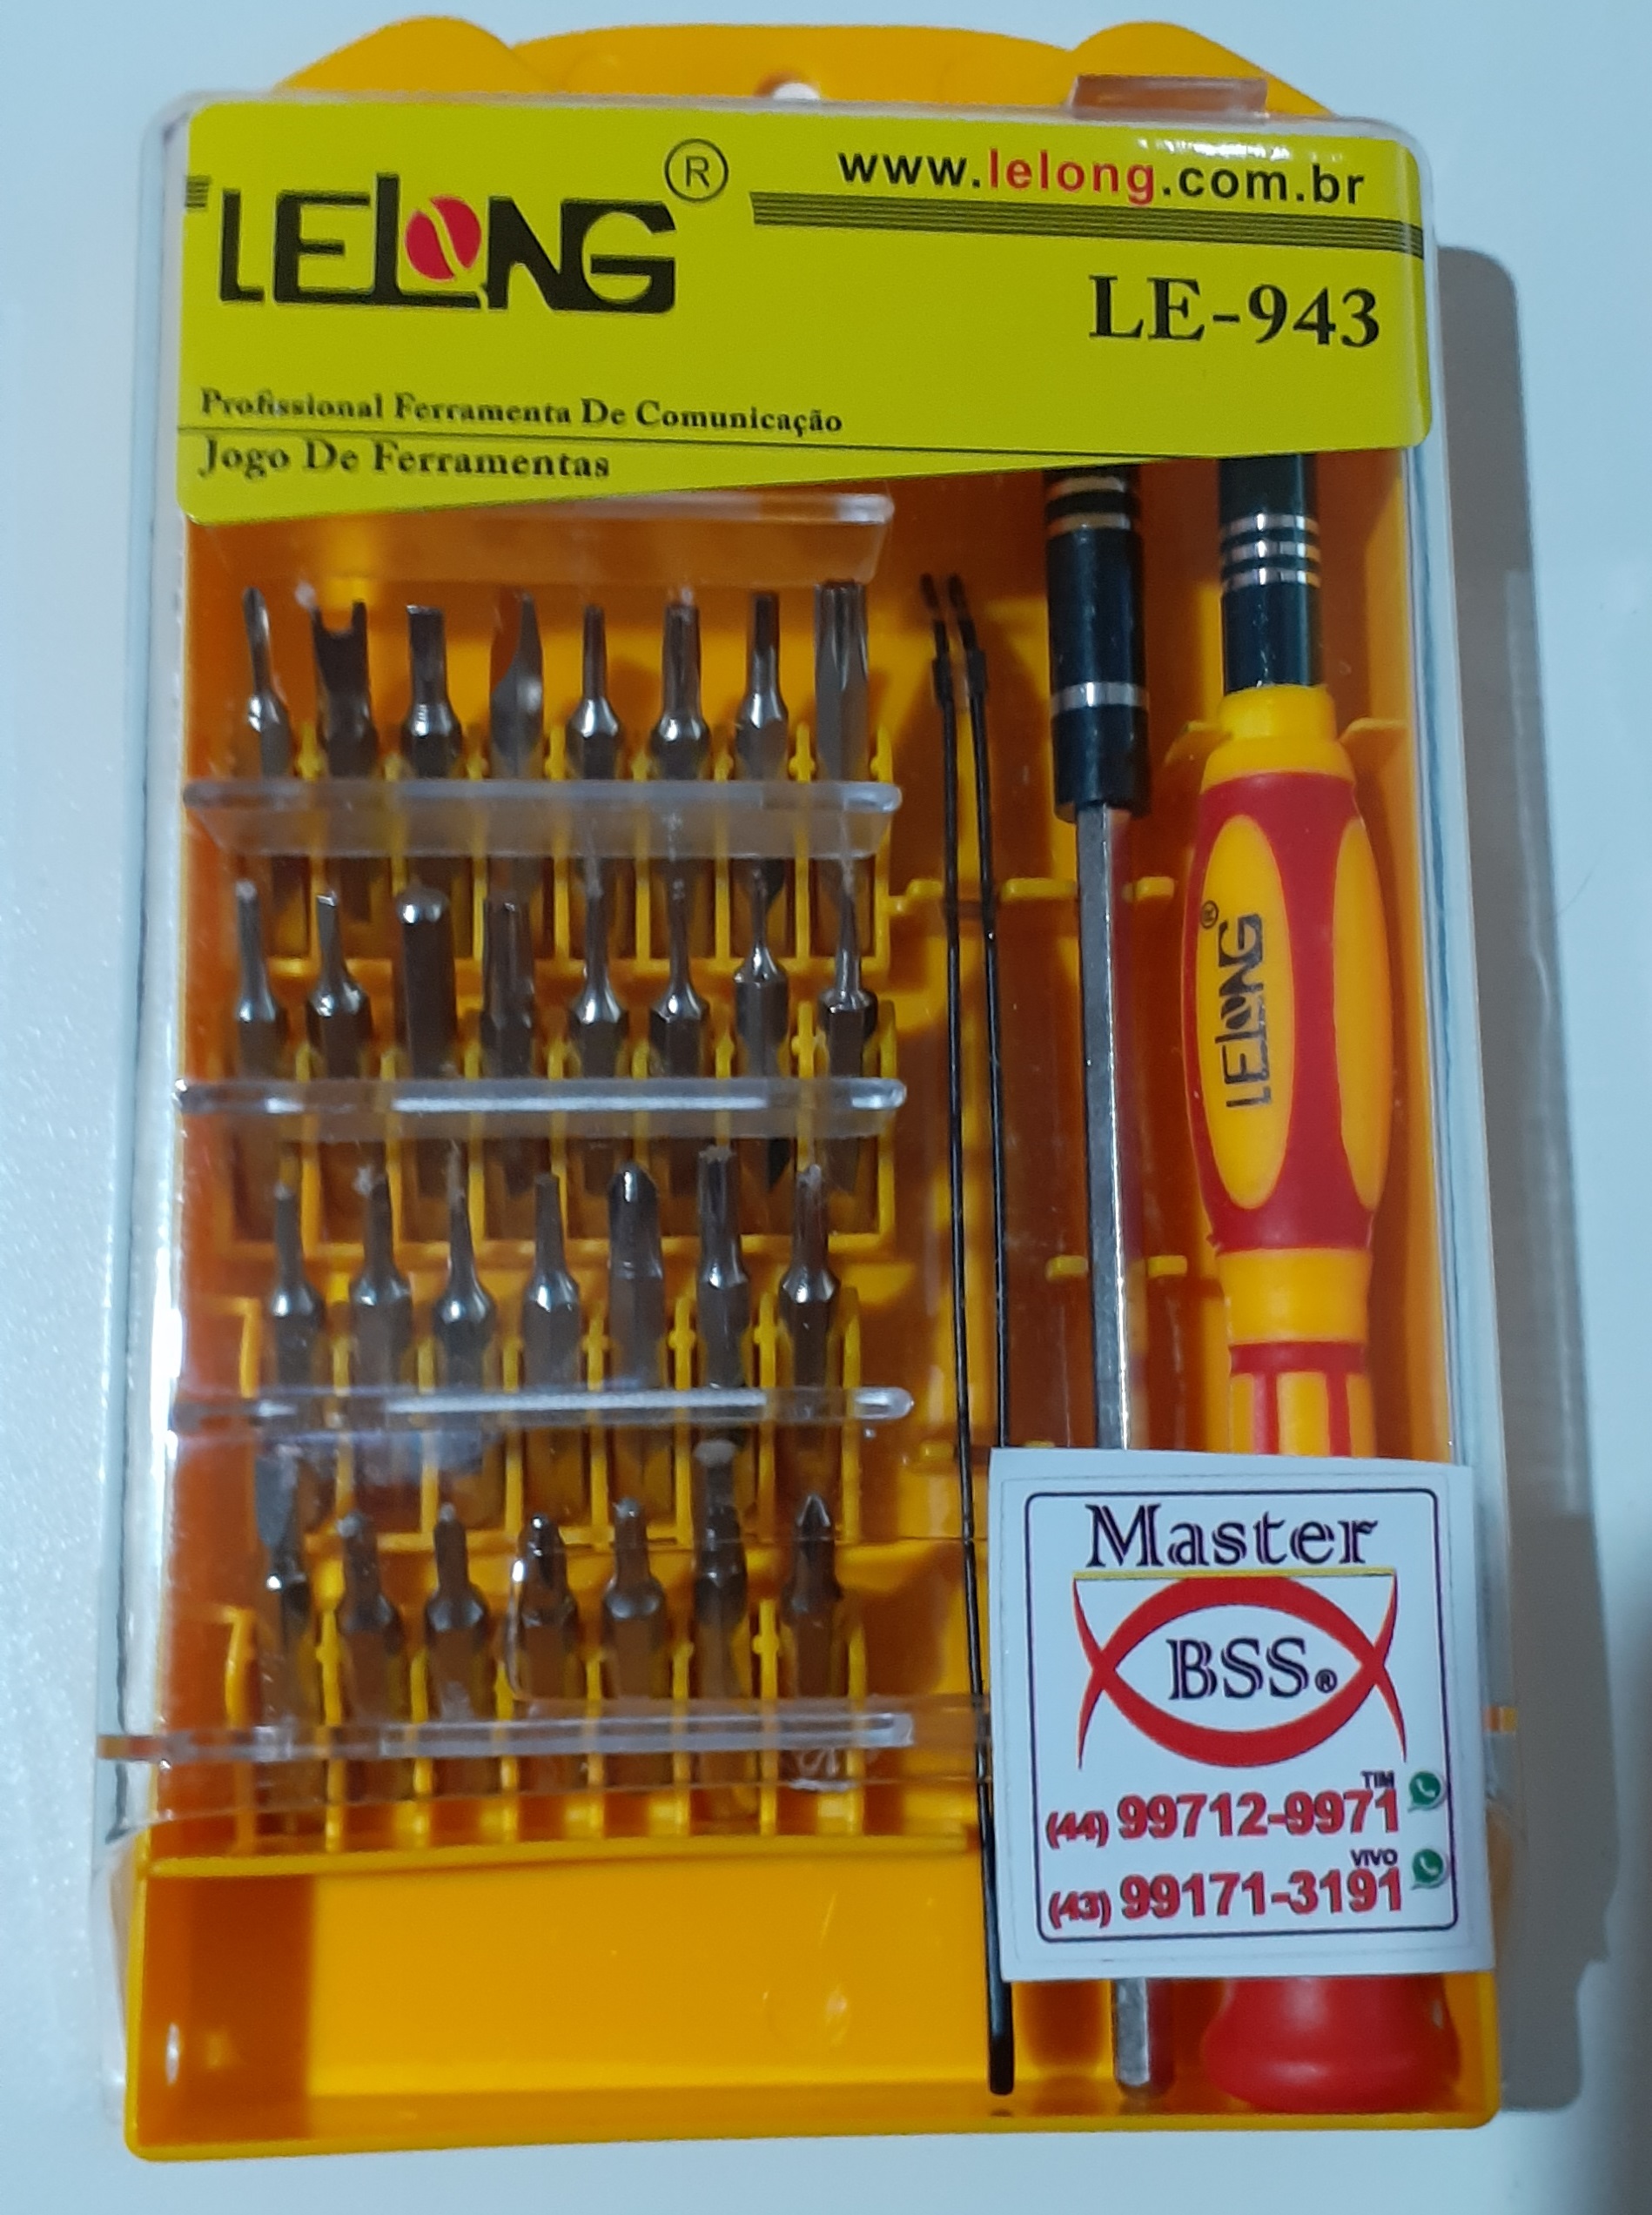 LELONG ®
www.lelong.com.br
LE-943
Profissional Ferramenta De Comunicação
Jogo De Ferramentas
LELONG ®
Master
BSS®
TIM
(44) 99712-9971
VIVO
(43) 99171-3191